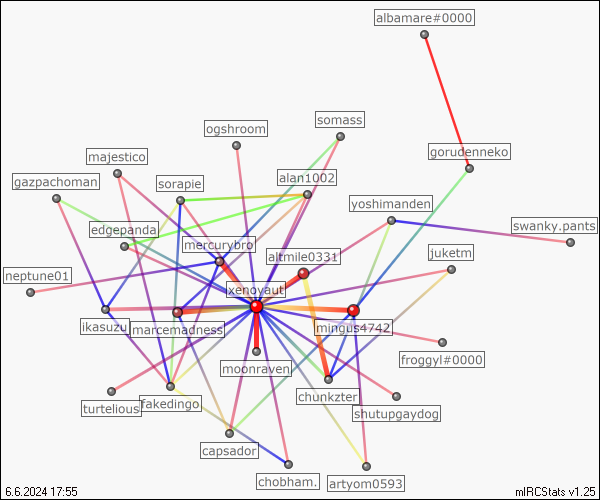 albamare#0000
somass
ogshroom
gorudenneko
majestico
alan1002
gazpachoman
sorapie
yoshimanden
swanky.pants
edgepanda
mercurybro
altmile0331
juketm
neptune01
xenoyaut
ikasuzu
marcemadness
mingus4742
froggyl#0000
moonraven
chunkzter
turtelious
fakedingo
shutupgaydog
capsador
chobham.
artyom0593
6.6.2024 17:55
mIRCStats v1.25